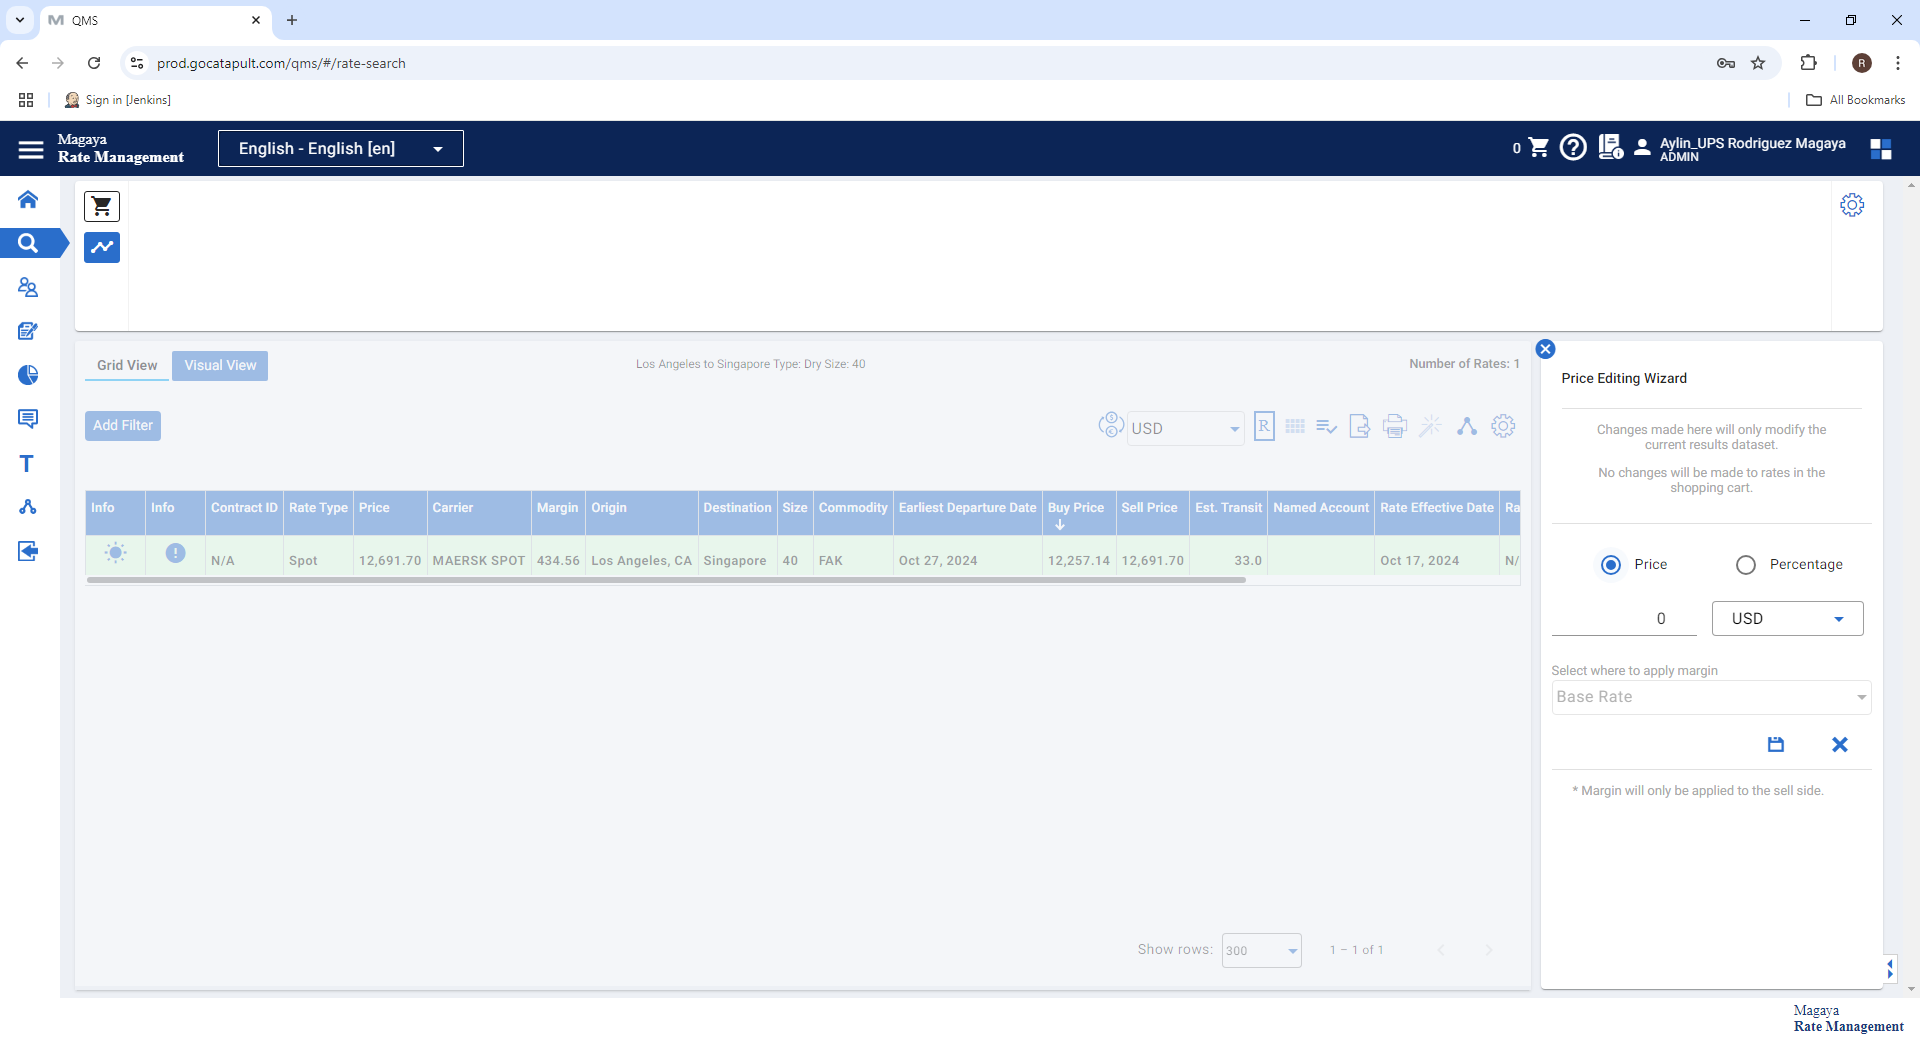 QMS
prod.gocatapult.com/qms/#/rate-search
R
Sign in [Jenkins]
All Bookmarks
Magaya
Rate Management
English - English [en]
0
Aylin_UPS Rodriguez Magaya
ADMIN
Grid View
Visual View
Los Angeles to Singapore Type: Dry Size: 40
Number of Rates: 1
Price Editing Wizard
Add Filter
USD
R
Changes made here will only modify the
current results dataset.
No changes will be made to rates in the
shopping cart.
Info Info Contract ID Rate Type Price Carrier Margin Origin Destination Size Commodity Earliest Departure Date Buy Price Sell Price Est. Transit Named Account Rate Effective Date Ra
N/A Spot 12,691.70 MAERSK SPOT 434.56 Los Angeles, CA Singapore 40 FAK Oct 27, 2024 12,257.14 12,691.70 33.0 Oct 17, 2024 N/
Price
Percentage
0
USD
Select where to apply margin
Base Rate
* Margin will only be applied to the sell side.
Show rows: 300 1 – 1 of 1
Magaya
Rate Management